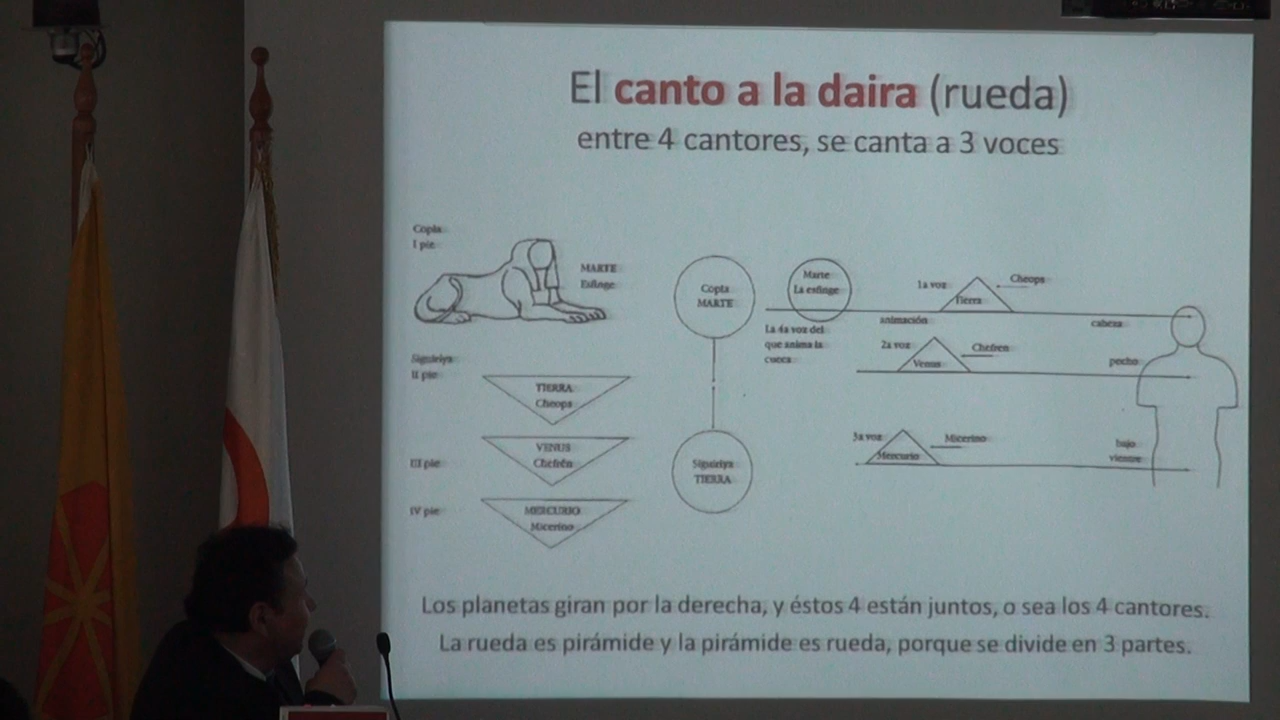 El canto a la daira (rueda)
entre 4 cantores, se canta a 3 voces
Copla
I pie
MARTE
Esfinge
Siguiriya
II pie
TIERRA
Cheops
VENUS
Chefrén
III pie
MERCURIO
Micerino
IV pie
Copla
MARTE
Siguiriya
TIERRA
Marte
La esfinge
La 4a voz del
que anima la
cueca
1a voz
Cheops
Tierra
animación
cabeza
2a voz
Chefren
Venus
pecho
3a voz
Micerino
Mercurio
bajo
vientre
Los planetas giran por la derecha, y éstos 4 están juntos, o sea los 4 cantores.
La rueda es pirámide y la pirámide es rueda, porque se divide en 3 partes.